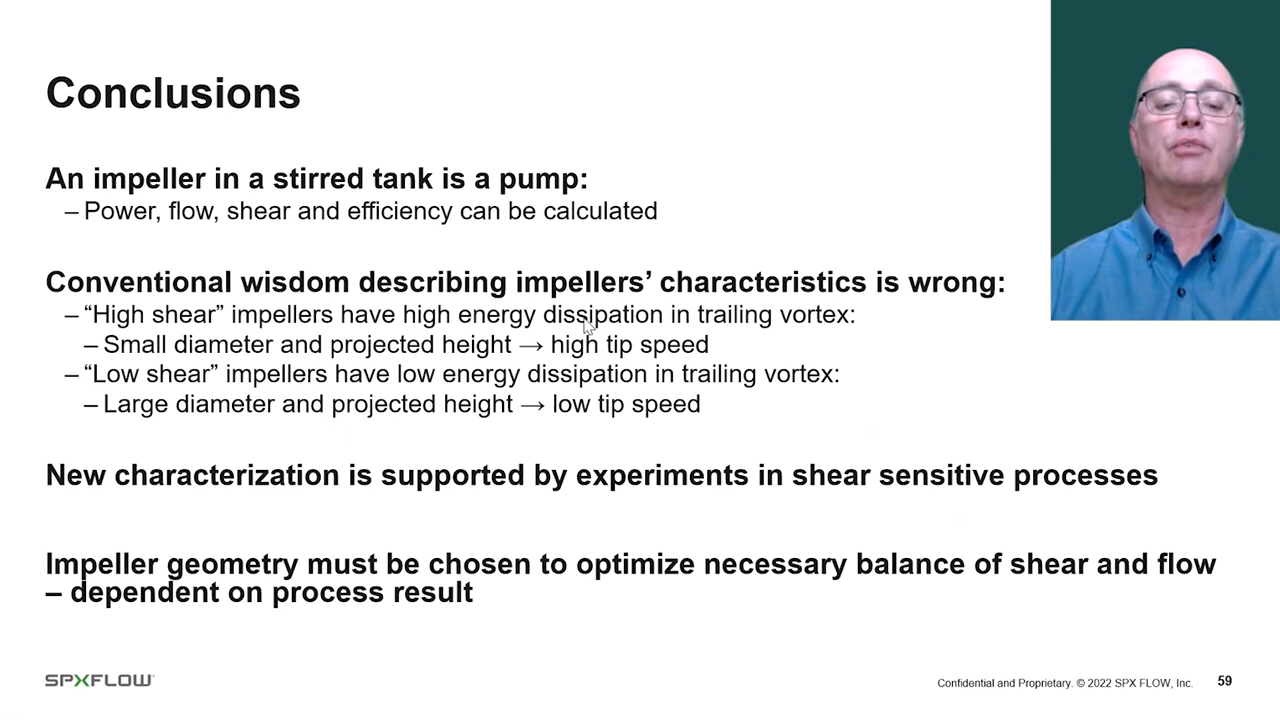 Conclusions
An impeller in a stirred tank is a pump:
– Power, flow, shear and efficiency can be calculated
Conventional wisdom describing impellers’ characteristics is wrong:
– “High shear” impellers have high energy dissipation in trailing vortex:
– Small diameter and projected height → high tip speed
– “Low shear” impellers have low energy dissipation in trailing vortex:
– Large diameter and projected height → low tip speed
New characterization is supported by experiments in shear sensitive processes
Impeller geometry must be chosen to optimize necessary balance of shear and flow
– dependent on process result
SPXFLOW
Confidential and Proprietary. © 2022 SPX FLOW, Inc. 59